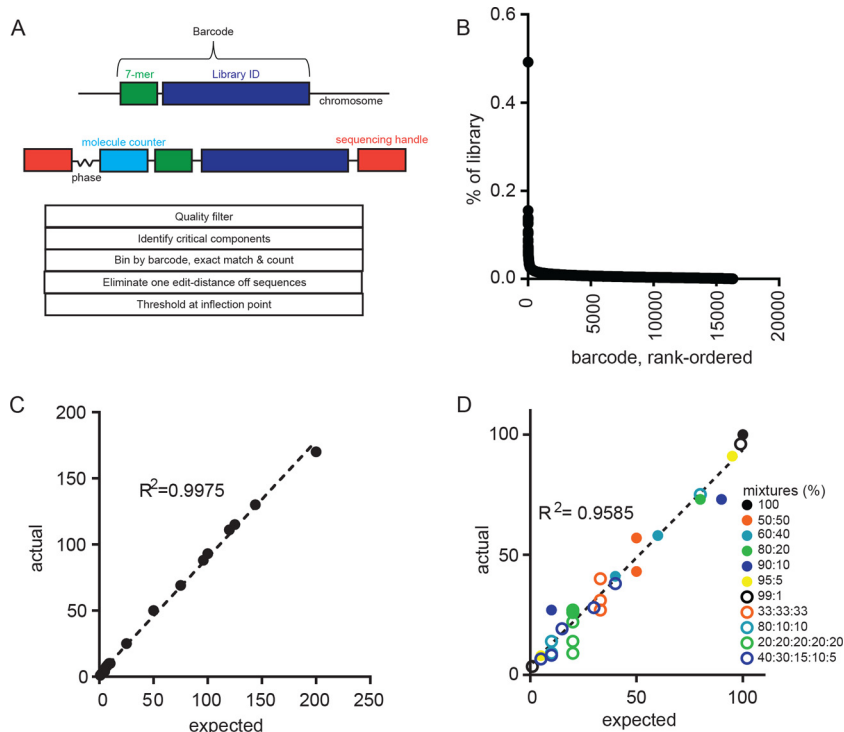 A
Barcode
7-mer
Library ID
chromosome
molecule counter
sequencing handle
phase
Quality filter
Identify critical components
Bin by barcode, exact match & count
Eliminate one edit-distance off sequences
Threshold at inflection point
B
0.6
0.4
0.2
0.0
% of library
0
5000
10000
15000
20000
barcode, rank-ordered
C
200
150
100
50
0
actual
R²=0.9975
0
50
100
150
200
250
expected
D
100
50
0
actual
R²= 0.9585
mixtures (%)
100
50:50
60:40
80:20
90:10
95:5
99:1
33:33:33
80:10:10
20:20:20:20:20
40:30:15:10:5
0
50
100
expected